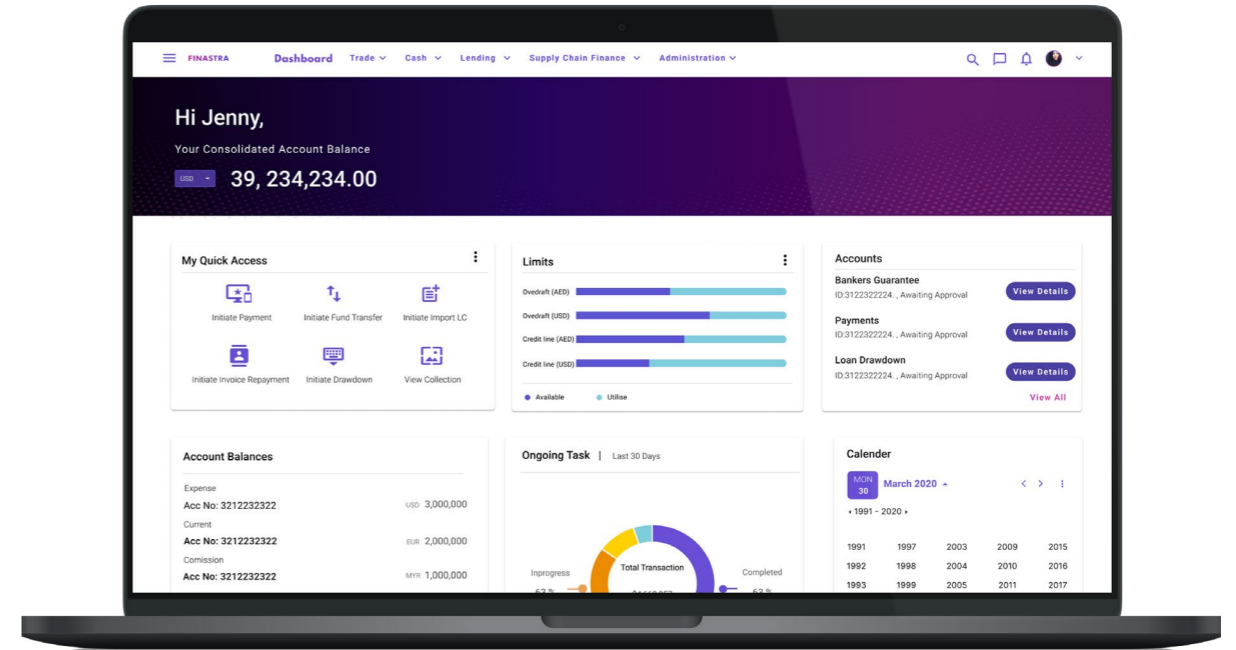 FINASTRA Dashboard Trade Cash Lending Supply Chain Finance Administration
Hi Jenny,
Your Consolidated Account Balance
USD 39, 234,234.00
My Quick Access
Initiate Payment Initiate Fund Transfer Initiate Import LC
Initiate Invoice Repayment Initiate Drawdown View Collection
Limits
Ovedraft (AED)
Ovedraft (USD)
Credit line (AED)
Credit line (USD)
Available Utilise
Accounts
Bankers Guarantee
ID:3122322224. , Awaiting Approval View Details
Payments
ID:3122322224. , Awaiting Approval View Details
Loan Drawdown
ID:3122322224. , Awaiting Approval View Details
View All
Account Balances
Expense
Acc No: 3212232322 USD 3,000,000
Current
Acc No: 3212232322 EUR 2,000,000
Comission
Acc No: 3212232322 MYR 1,000,000
Ongoing Task | Last 30 Days
Total Transaction
Inprogress Completed
63 % 63 %
Calender
MON
30 March 2020
1991 - 2020
1991 1997 2003 2009 2015
1992 1998 2004 2010 2016
1993 1999 2005 2011 2017